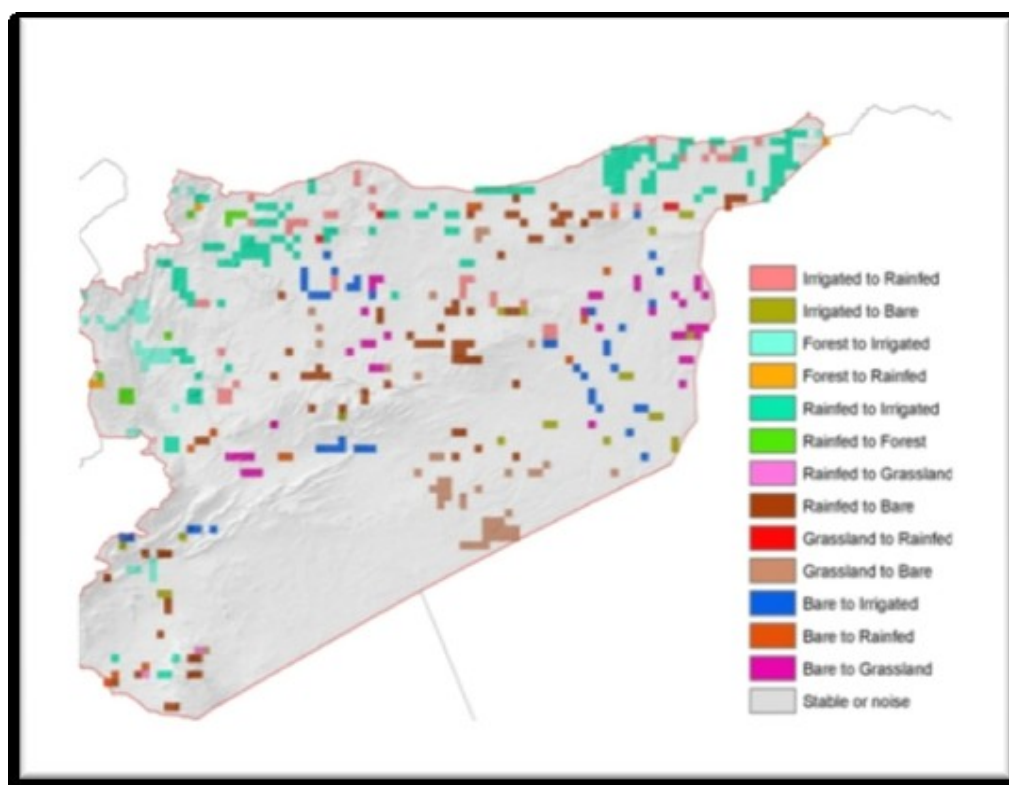 Irrigated to Rainfed
Irrigated to Bare
Forest to Irrigated
Forest to Rainfed
Rainfed to Irrigated
Rainfed to Forest
Rainfed to Grassland
Rainfed to Bare
Grassland to Rainfed
Grassland to Bare
Bare to Irrigated
Bare to Rainfed
Bare to Grassland
Stable or noise